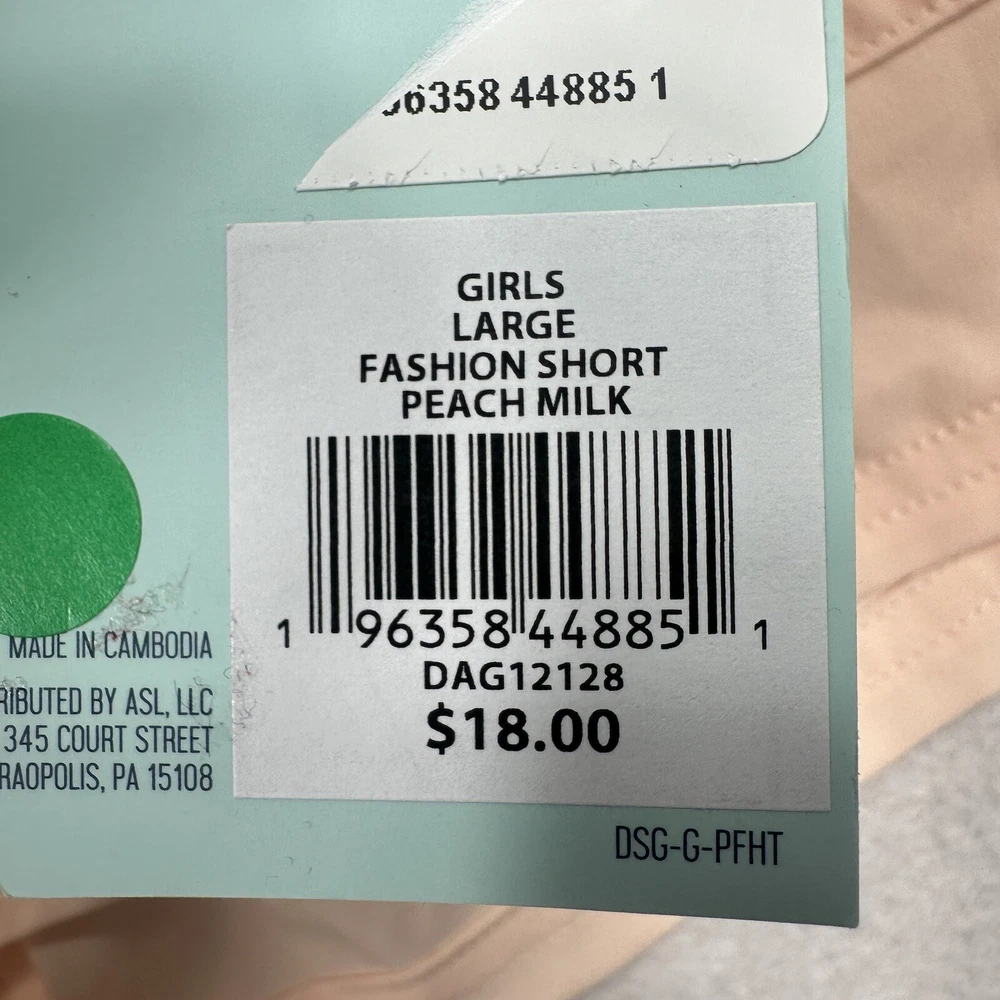 6358 44885 1
GIRLS
LARGE
FASHION SHORT
PEACH MILK
1 96358 44885 1
DAG12128
$18.00
MADE IN CAMBODIA
RIBUTED BY ASL, LLC
345 COURT STREET
RAOPOLIS, PA 15108
DSG-G-PFHT